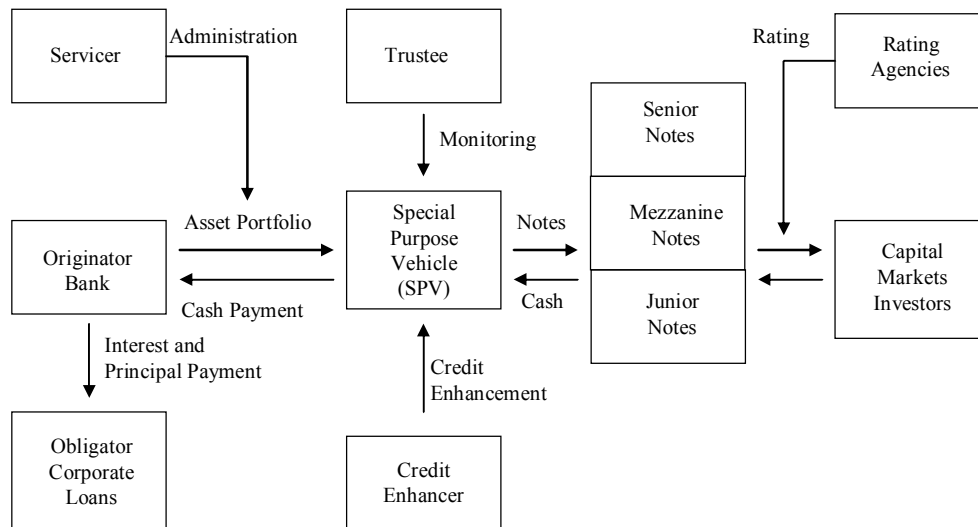 Servicer
Administration
Trustee
Rating
Rating
Agencies
Senior
Notes
Monitoring
Asset Portfolio
Special
Purpose
Vehicle
(SPV)
Notes
Mezzanine
Notes
Originator
Bank
Cash Payment
Cash
Capital
Markets
Investors
Junior
Notes
Interest and
Principal Payment
Credit
Enhancement
Obligator
Corporate
Loans
Credit
Enhancer